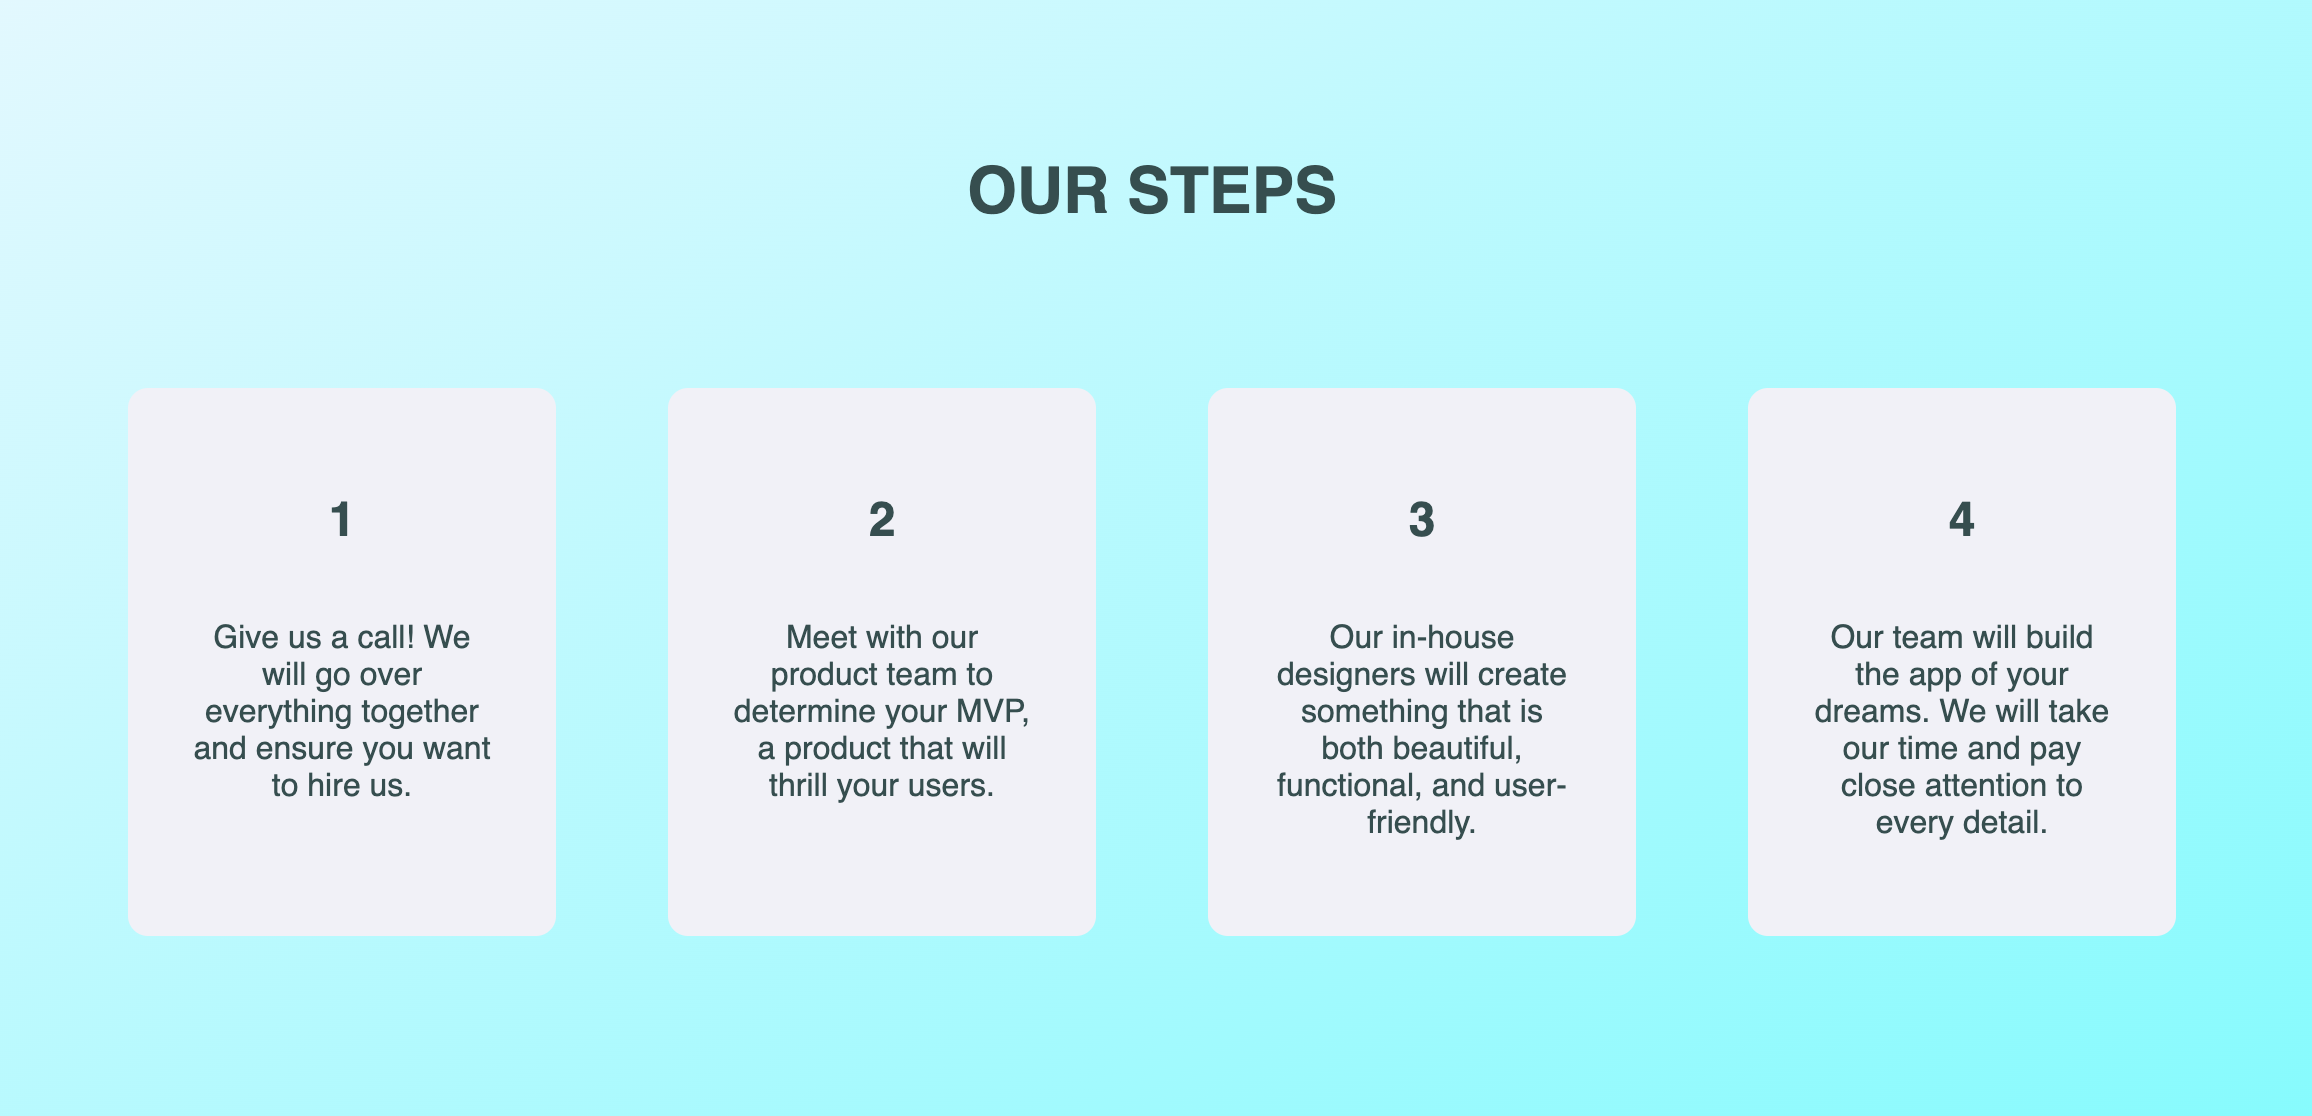 OUR STEPS
1
Give us a call! We
will go over
everything together
and ensure you want
to hire us.
2
Meet with our
product team to
determine your MVP,
a product that will
thrill your users.
3
Our in-house
designers will create
something that is
both beautiful,
functional, and user-
friendly.
4
Our team will build
the app of your
dreams. We will take
our time and pay
close attention to
every detail.